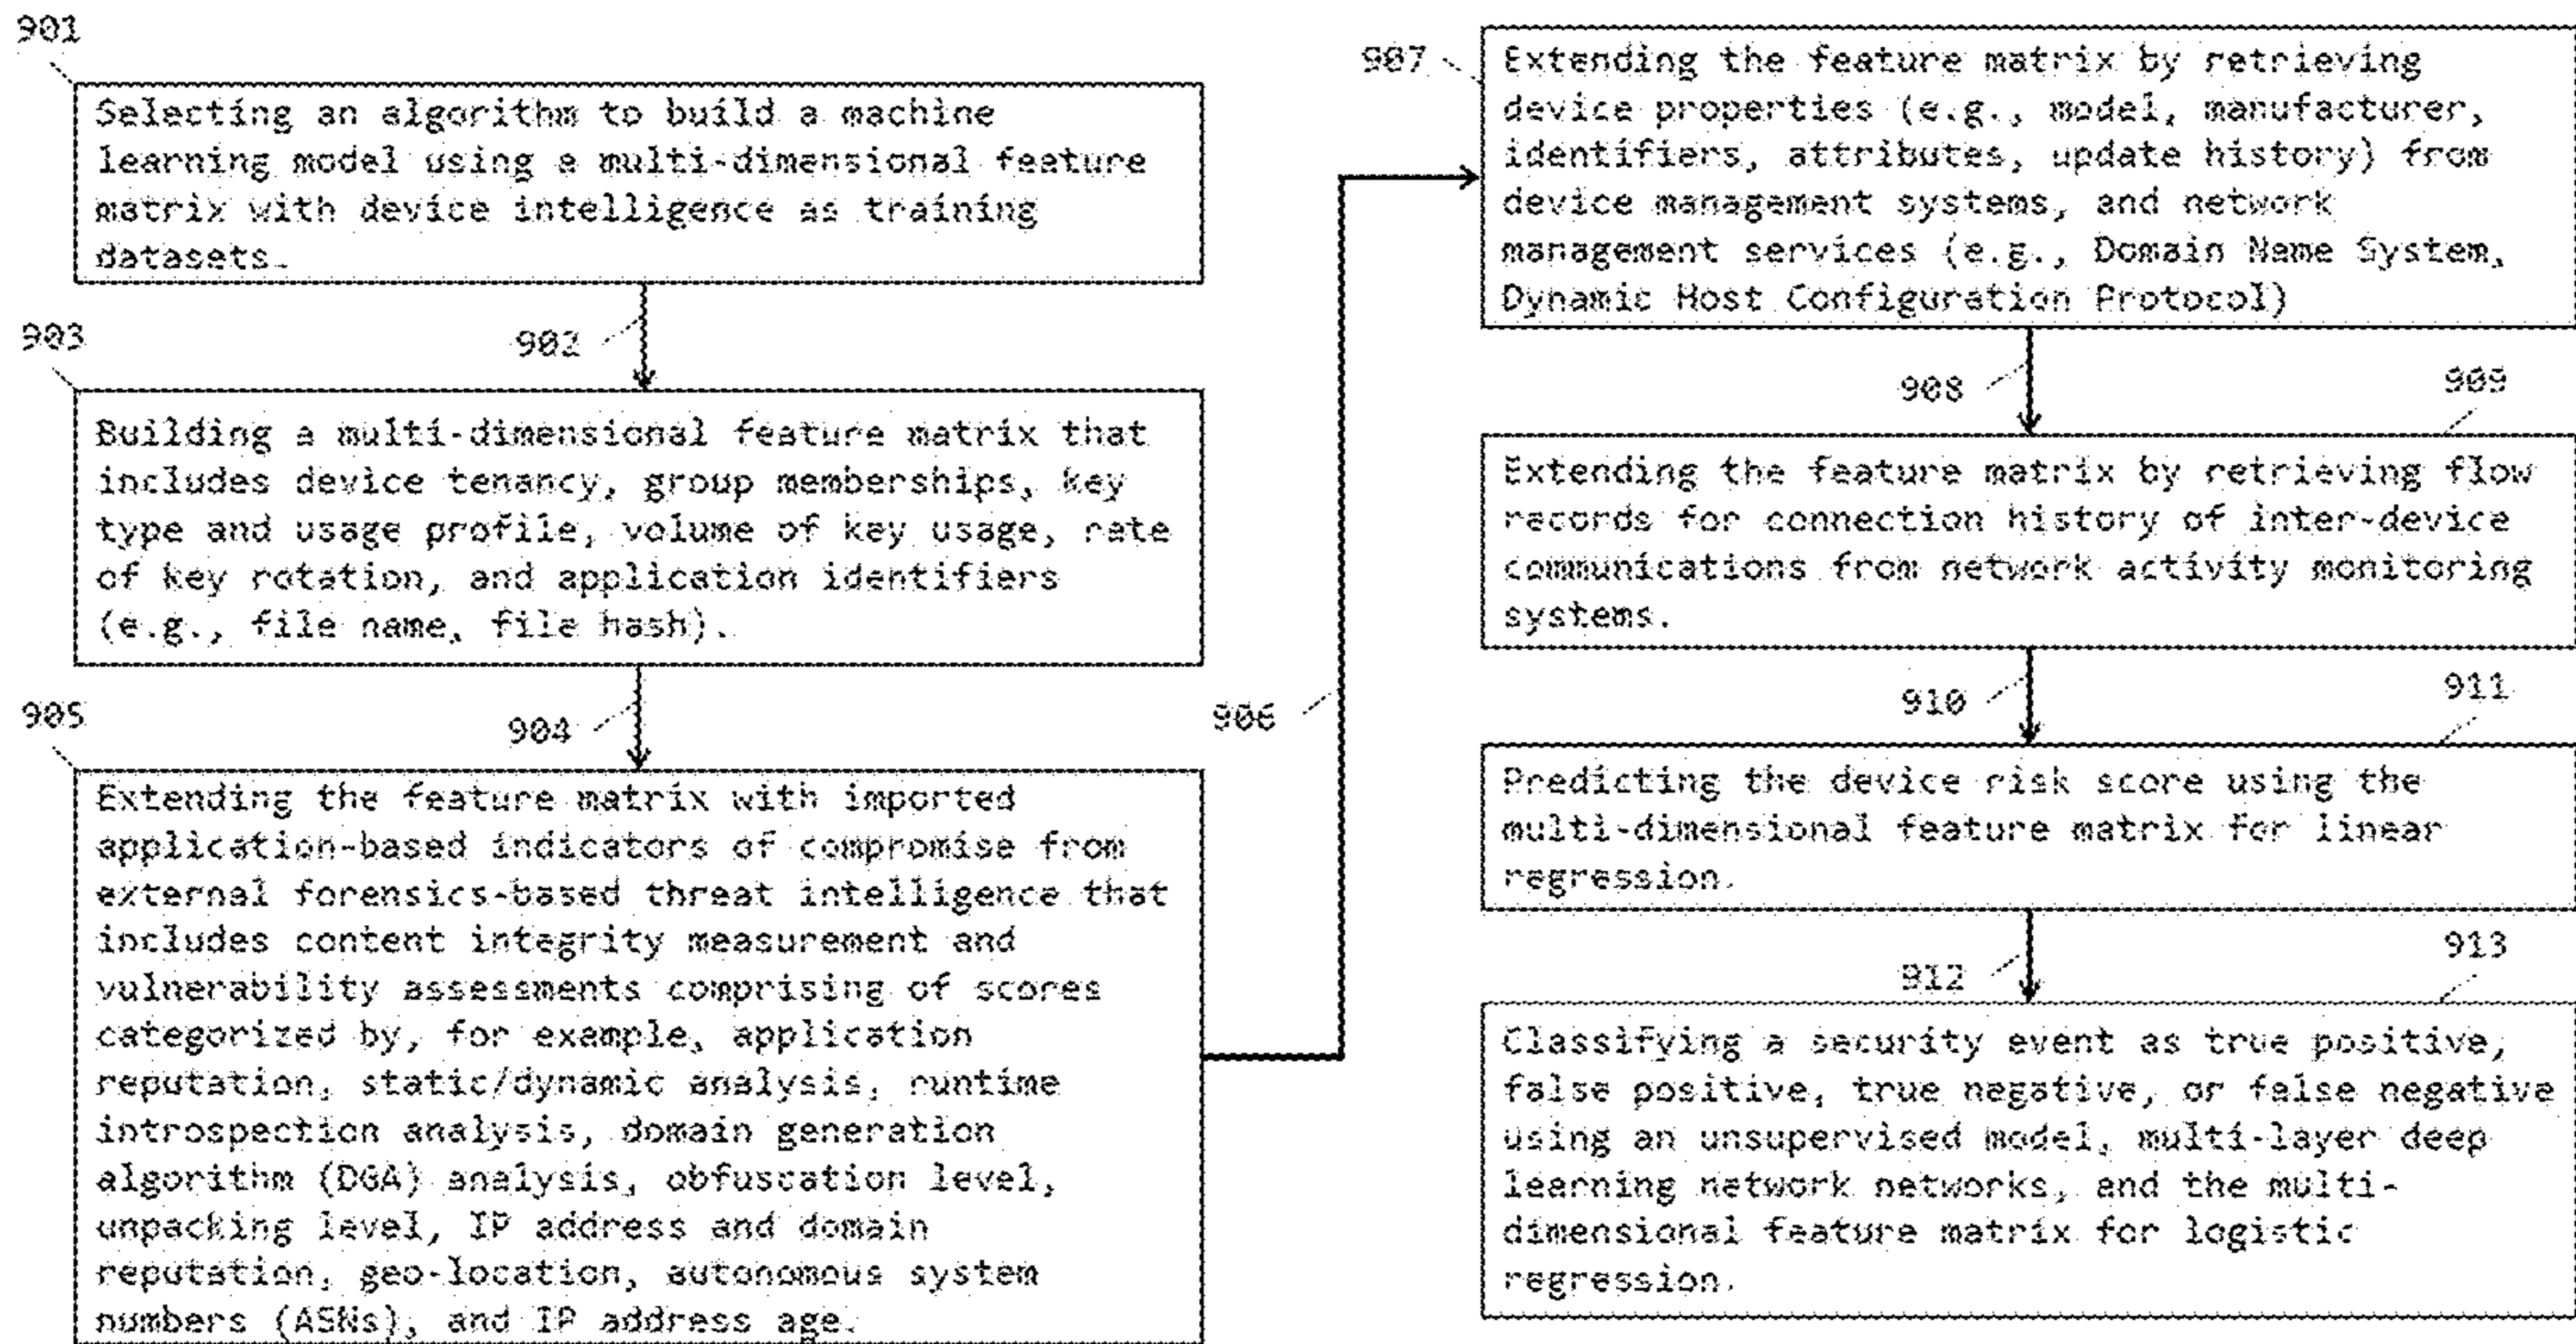 901
Selecting an algorithm to build a machine
learning model using a multi-dimensional feature
matrix with device intelligence as training
datasets.
902
903
Building a multi-dimensional feature matrix that
includes device tenancy, group memberships, key
type and usage profile, volume of key usage, rate
of key rotation, and application identifiers
(e.g., file name, file hash).
904
905
Extending the feature matrix with imported
application-based indicators of compromise from
external forensics-based threat intelligence that
includes content integrity measurement and
vulnerability assessments comprising of scores
categorized by, for example, application
reputation, static/dynamic analysis, runtime
introspection analysis, domain generation
algorithm (DGA) analysis, obfuscation level,
unpacking level, IP address and domain
reputation, geo-location, autonomous system
numbers (ASNs), and IP address age.
906
907
Extending the feature matrix by retrieving
device properties (e.g., model, manufacturer,
identifiers, attributes, update history) from
device management systems, and network
management services (e.g., Domain Name System,
Dynamic Host Configuration Protocol)
908
909
Extending the feature matrix by retrieving flow
records for connection history of inter-device
communications from network activity monitoring
systems.
910
911
Predicting the device risk score using the
multi-dimensional feature matrix for linear
regression.
912
913
Classifying a security event as true positive,
false positive, true negative, or false negative
using an unsupervised model, multi-layer deep
learning network networks, and the multi-
dimensional feature matrix for logistic
regression.